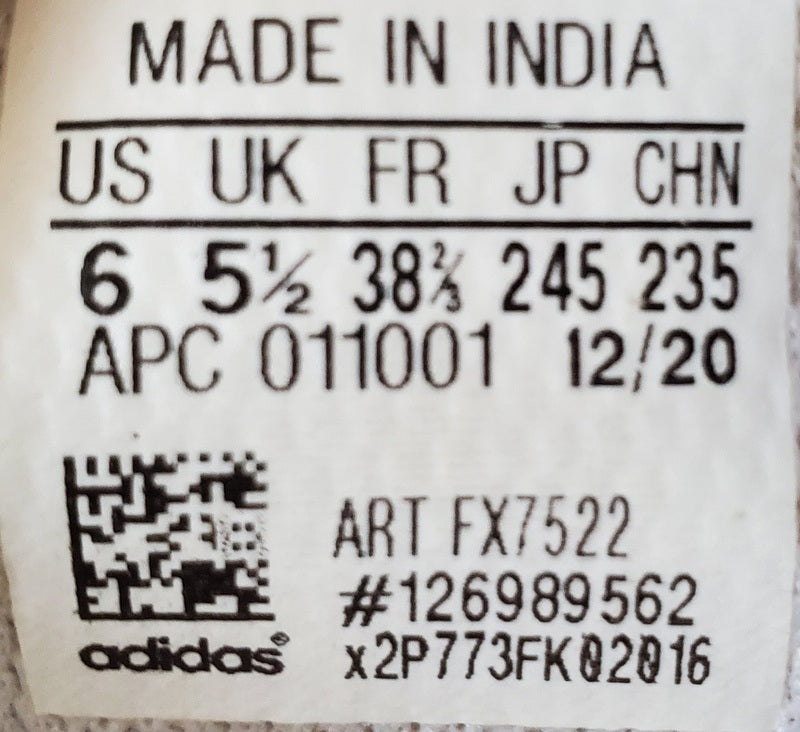 MADE IN INDIA
US UK FR JP CHN
6 5½ 38⅔ 245 235
APC 011001 12/20
ART FX7522
#126989562
adidas® x2P773FK02016